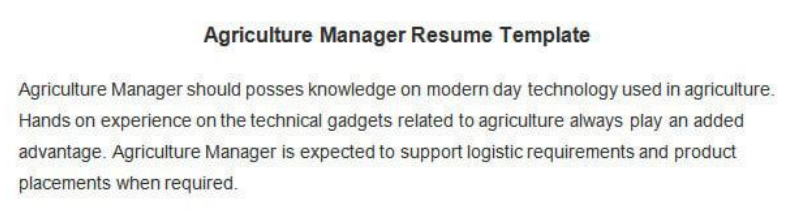 Agriculture Manager Resume Template
Agriculture Manager should posses knowledge on modern day technology used in agriculture.
Hands on experience on the technical gadgets related to agriculture always play an added
advantage. Agriculture Manager is expected to support logistic requirements and product
placements when required.